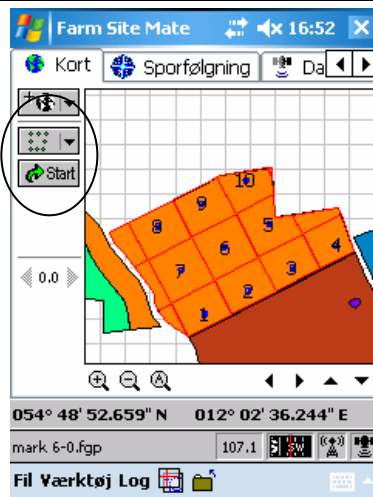 Farm Site Mate 16:52
Kort Sporfølgning Da
Start
10
9
8
5
6
4
7
3
2
1
0.0
054° 48' 52.659" N 012° 02' 36.244" E
mark 6-0.fgp 107.1
Fil Værktøj Log